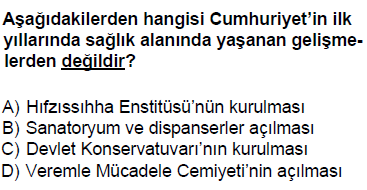 Aşağıdakilerden hangisi Cumhuriyet'in ilk
yıllarında sağlık alanında yaşanan gelişme-
lerden değildir?
A) Hıfzıssıhha Enstitüsü'nün kurulması
B) Sanatoryum ve dispanserler açılması
C) Devlet Konservatuvarı'nın kurulması
D) Veremle Mücadele Cemiyeti'nin açılması